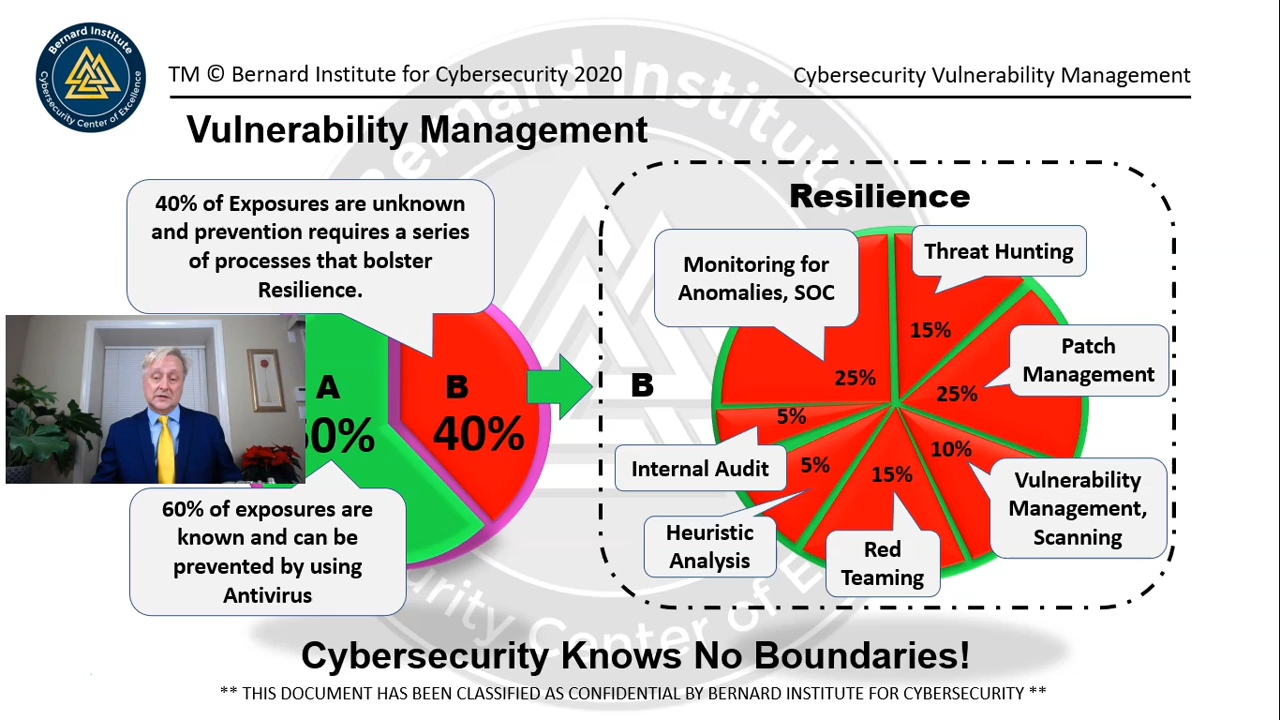 Bernard Institute
Cybersecurity Center of Excellence
TM © Bernard Institute for Cybersecurity 2020
Cybersecurity Vulnerability Management
Vulnerability Management
40% of Exposures are unknown
and prevention requires a series
of processes that bolster
Resilience.
A
60%
B
40%
60% of exposures are
known and can be
prevented by using
Antivirus
Resilience
B
Monitoring for
Anomalies, SOC
25%
Threat Hunting
15%
Patch
Management
25%
Vulnerability
Management,
Scanning
10%
Red
Teaming
15%
Heuristic
Analysis
5%
Internal Audit
5%
Cybersecurity Knows No Boundaries!
** THIS DOCUMENT HAS BEEN CLASSIFIED AS CONFIDENTIAL BY BERNARD INSTITUTE FOR CYBERSECURITY **